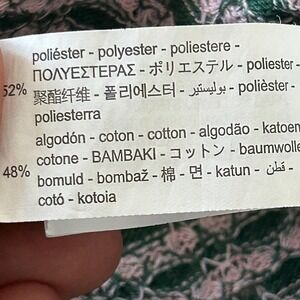 poliéster - polyester - poliestere -
ΠΟΛΥΕΣΤΕΡΑΣ - ポリエステル - poliester -
52% 聚酯纤维 - 폴리에스터 - بوليستير - polièster -
poliesterra
algodón - coton - cotton - algodão - katoen
48% cotone - BAMBAKI - コットン - baumwolle
bomuld - bombaž - 棉 - 면 - katun - قطن -
cotó - kotoia